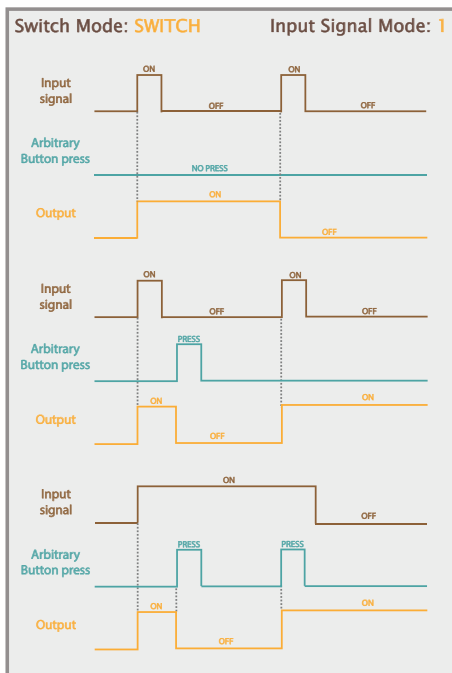 Switch Mode: SWITCH
Input Signal Mode: 1
Input
signal
ON
OFF
ON
OFF
Arbitrary
Button press
NO PRESS
Output
ON
OFF
Input
signal
ON
OFF
ON
OFF
Arbitrary
Button press
PRESS
Output
ON
OFF
ON
Input
signal
ON
OFF
Arbitrary
Button press
PRESS
PRESS
Output
ON
OFF
ON